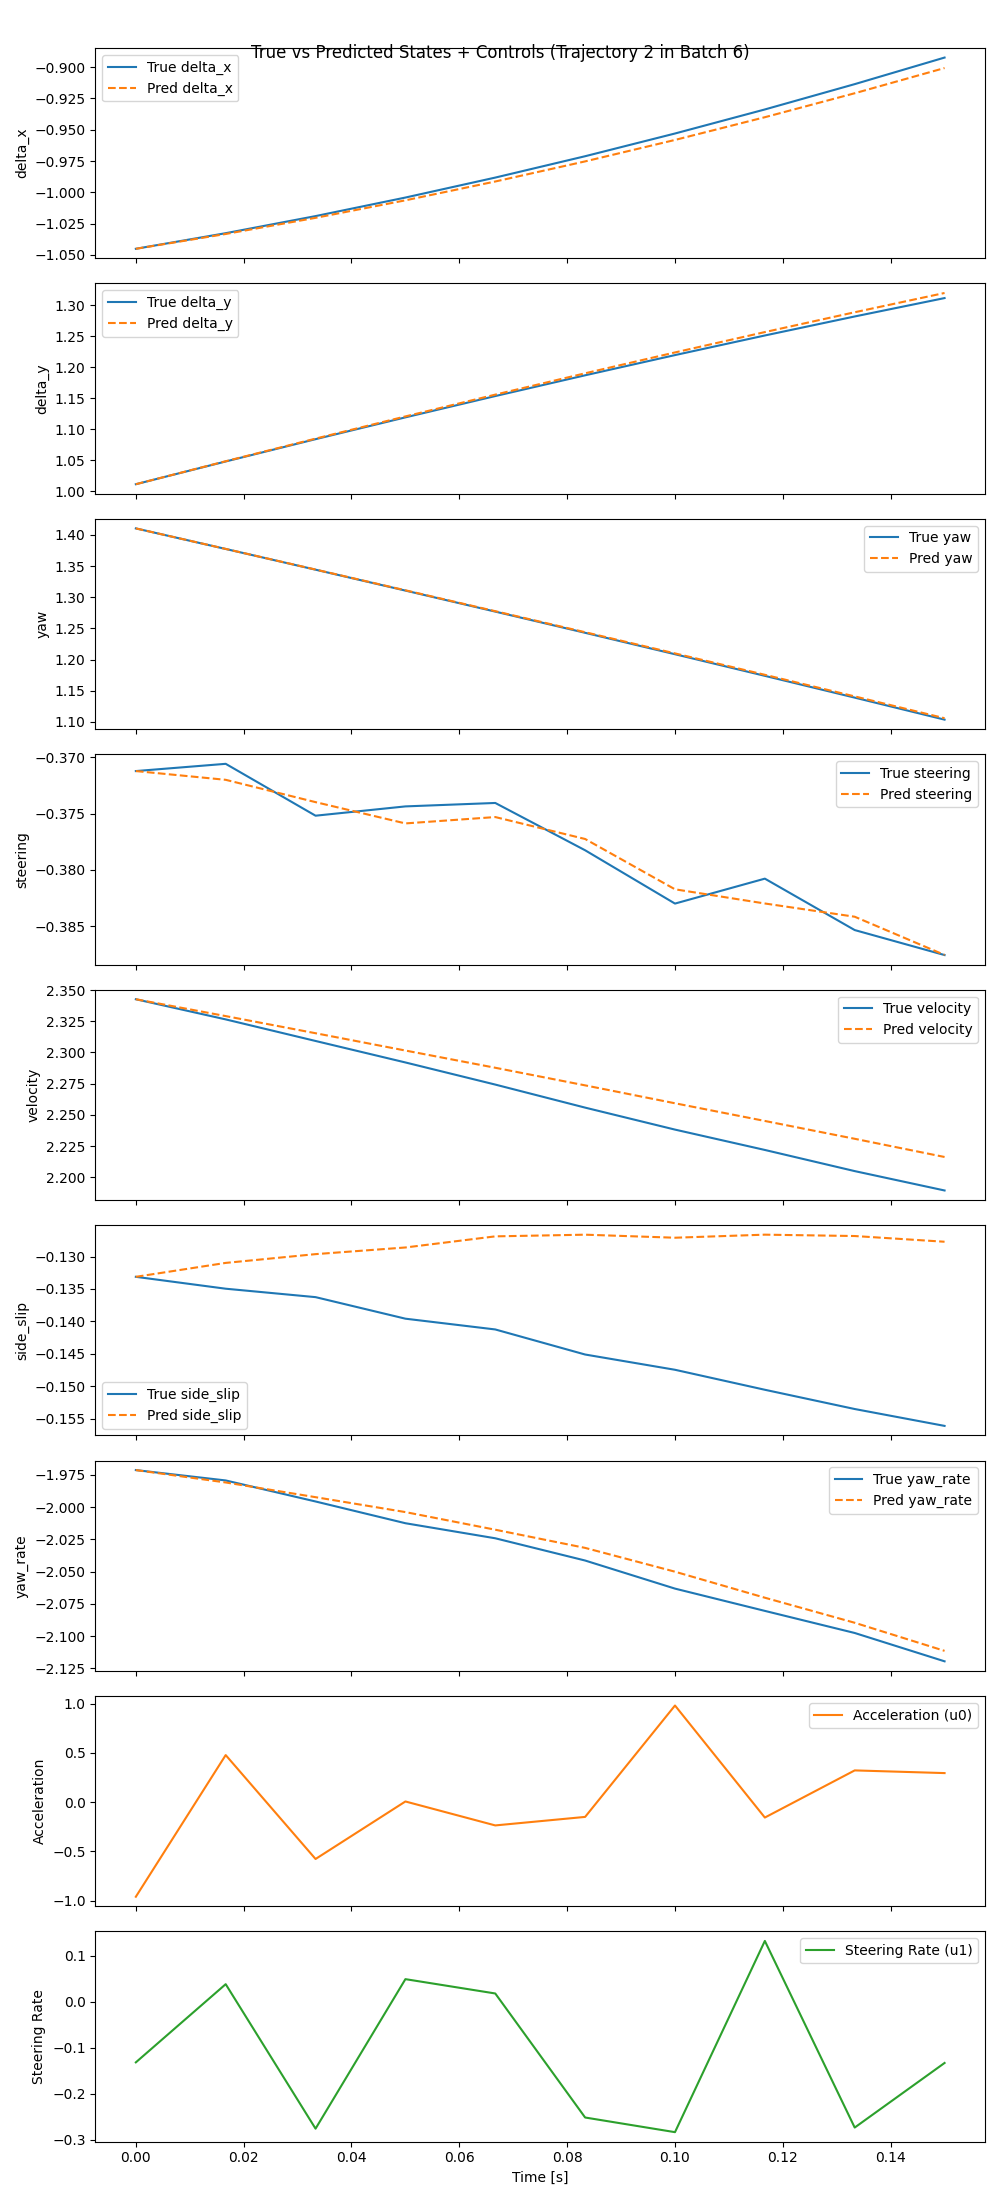 True vs Predicted States + Controls (Trajectory 2 in Batch 6)
True delta_x
Pred delta_x
delta_x
−0.900
−0.925
−0.950
−0.975
−1.000
−1.025
−1.050
True delta_y
Pred delta_y
delta_y
1.30
1.25
1.20
1.15
1.10
1.05
1.00
True yaw
Pred yaw
yaw
1.40
1.35
1.30
1.25
1.20
1.15
1.10
True steering
Pred steering
steering
−0.370
−0.375
−0.380
−0.385
True velocity
Pred velocity
velocity
2.350
2.325
2.300
2.275
2.250
2.225
2.200
True side_slip
Pred side_slip
side_slip
−0.130
−0.135
−0.140
−0.145
−0.150
−0.155
True yaw_rate
Pred yaw_rate
yaw_rate
−1.975
−2.000
−2.025
−2.050
−2.075
−2.100
−2.125
Acceleration (u0)
Acceleration
1.0
0.5
0.0
−0.5
−1.0
Steering Rate (u1)
Steering Rate
0.1
0.0
−0.1
−0.2
−0.3
0.00 0.02 0.04 0.06 0.08 0.10 0.12 0.14
Time [s]